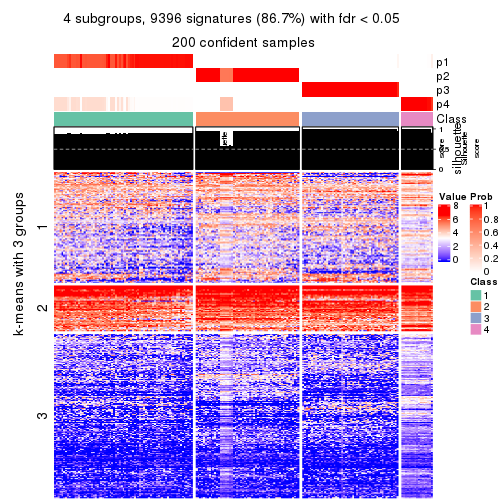 4 subgroups, 9396 signatures (86.7%) with fdr < 0.05
200 confident samples
p1
p2
p3
p4
Class
1
0.5
0
silhouette
Silhouette
score
k-means with 3 groups
1
2
3
Value
8
6
4
2
0
Prob
1
0.8
0.6
0.4
0.2
0
Class
1
2
3
4